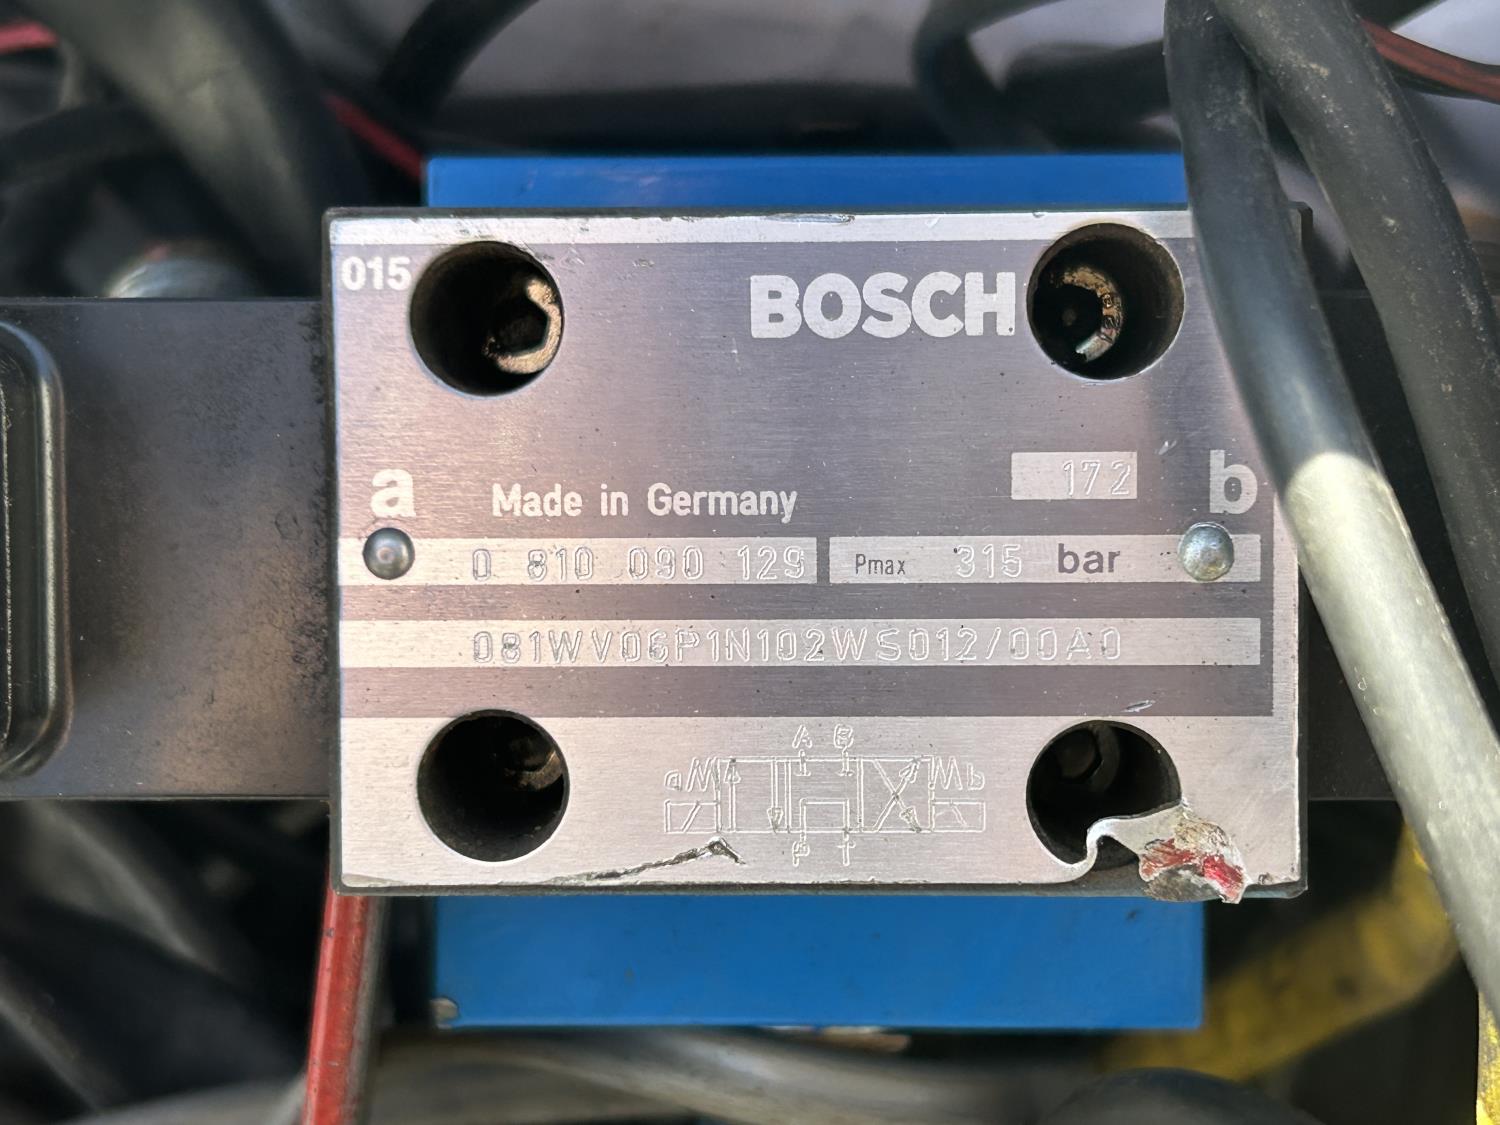 015
BOSCH
172
a
b
Made in Germany
0 810 090 129
Pmax 315 bar
081WV06P1N102WS012/00A0
A B
a
b
P T